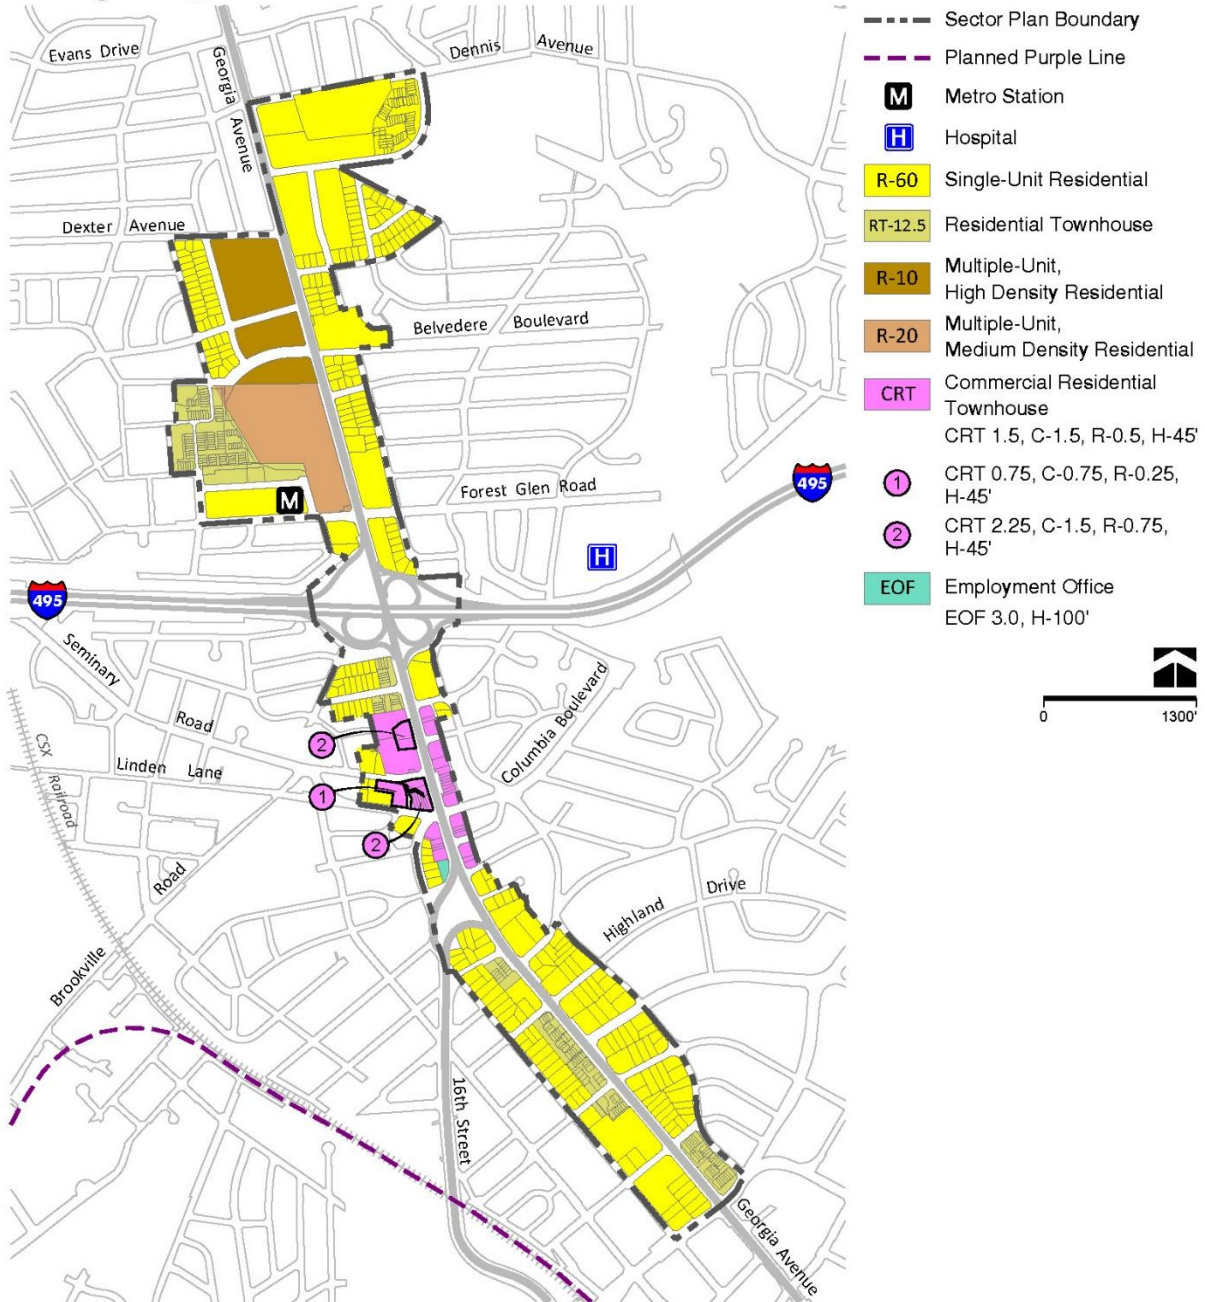 Evans Drive
Georgia Avenue
Dennis Avenue
Dexter Avenue
Belvedere Boulevard
M
Forest Glen Road
495
H
495
Seminary Road
Columbia Boulevard
2
Linden Lane
CSX Railroad
1
2
Brookville Road
Highland Drive
16th Street
Georgia Avenue
Sector Plan Boundary
Planned Purple Line
M Metro Station
H Hospital
R-60 Single-Unit Residential
RT-12.5 Residential Townhouse
R-10 Multiple-Unit,
High Density Residential
R-20 Multiple-Unit,
Medium Density Residential
CRT Commercial Residential
Townhouse
CRT 1.5, C-1.5, R-0.5, H-45'
1 CRT 0.75, C-0.75, R-0.25,
H-45'
2 CRT 2.25, C-1.5, R-0.75,
H-45'
EOF Employment Office
EOF 3.0, H-100'
0 1300'